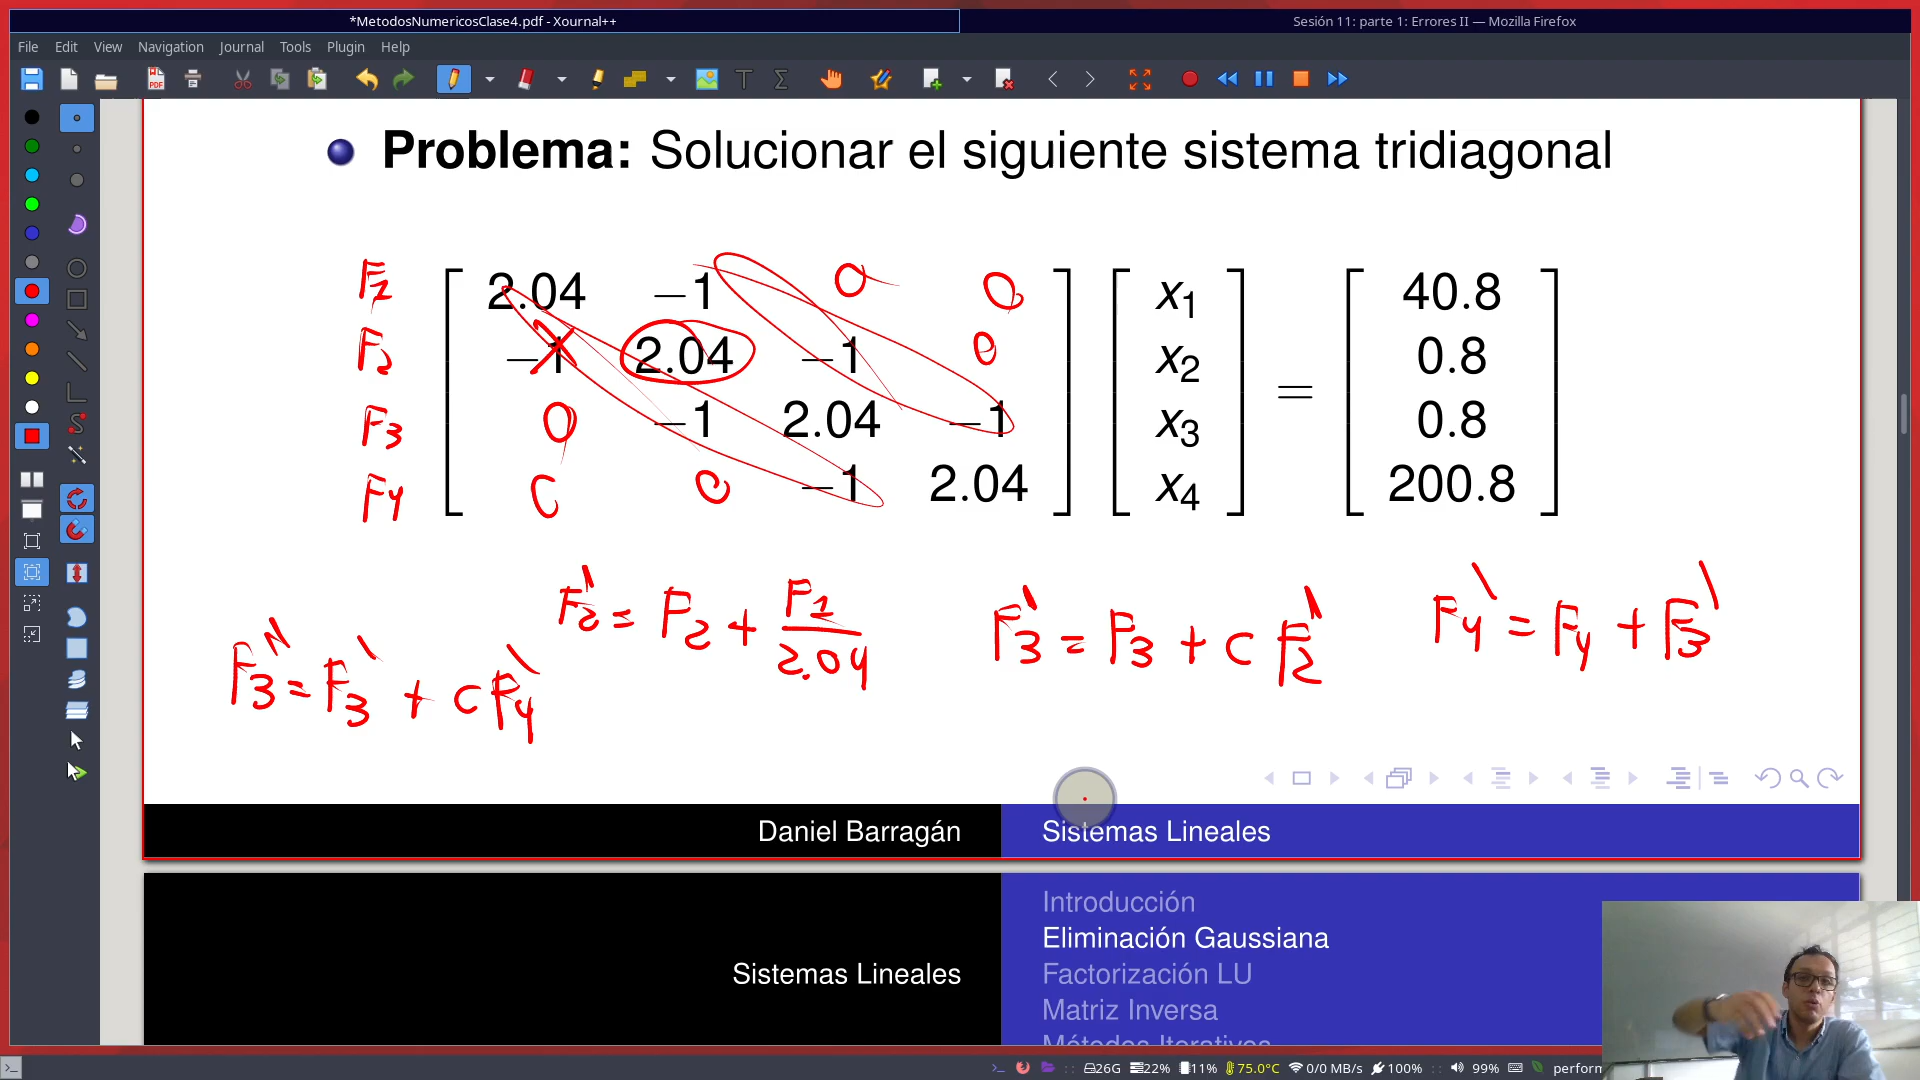 *MetodosNumericosClase4.pdf - Xournal++
Sesión 11: parte 1: Errores II — Mozilla Firefox
File Edit View Navigation Journal Tools Plugin Help
Problema: Solucionar el siguiente sistema tridiagonal
2.04 −1 0 0 x1 40.8
F2 −1 2.04 −1 0 x2 = 0.8
F3 0 −1 2.04 −1 x3 0.8
F4 0 0 −1 2.04 x4 200.8
F2' = F2 + F1/2.04
F3' = F3 + C F2'
F4' = F4 + F3'
F3'' = F3' + C F4'
Daniel Barragán
Sistemas Lineales
Sistemas Lineales
Introducción
Eliminación Gaussiana
Factorización LU
Matriz Inversa
Métodos Iterativos
26G 22% 11% 75.0°C 0/0 MB/s 100% 99%